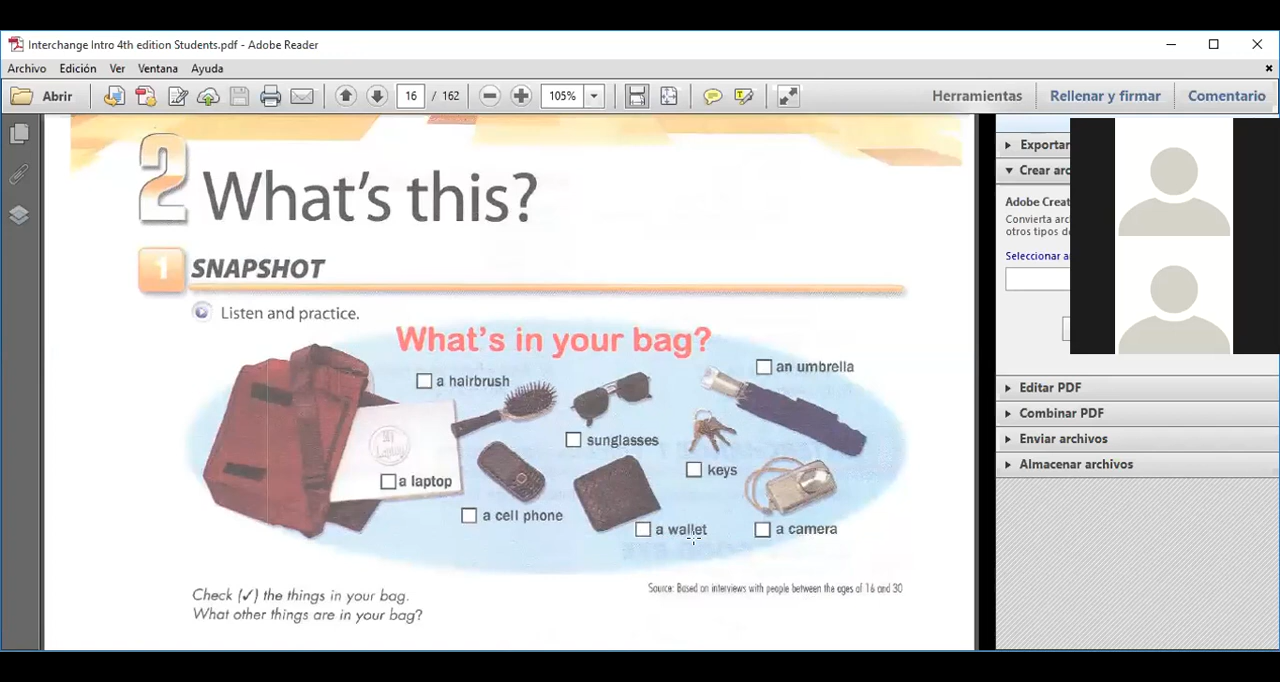 Interchange Intro 4th edition Students.pdf - Adobe Reader
Archivo Edición Ver Ventana Ayuda
Abrir 16 / 162 105% Herramientas Rellenar y firmar Comentario
2 What's this?
1 SNAPSHOT
Listen and practice.
What's in your bag?
an umbrella
a hairbrush
sunglasses
keys
a laptop
a cell phone
a wallet
a camera
Source: Based on interviews with people between the ages of 16 and 30
Check (✓) the things in your bag.
What other things are in your bag?
Exportar
Crear arc
Adobe Creat
Convierta arc
otros tipos de
Seleccionar a
Editar PDF
Combinar PDF
Enviar archivos
Almacenar archivos